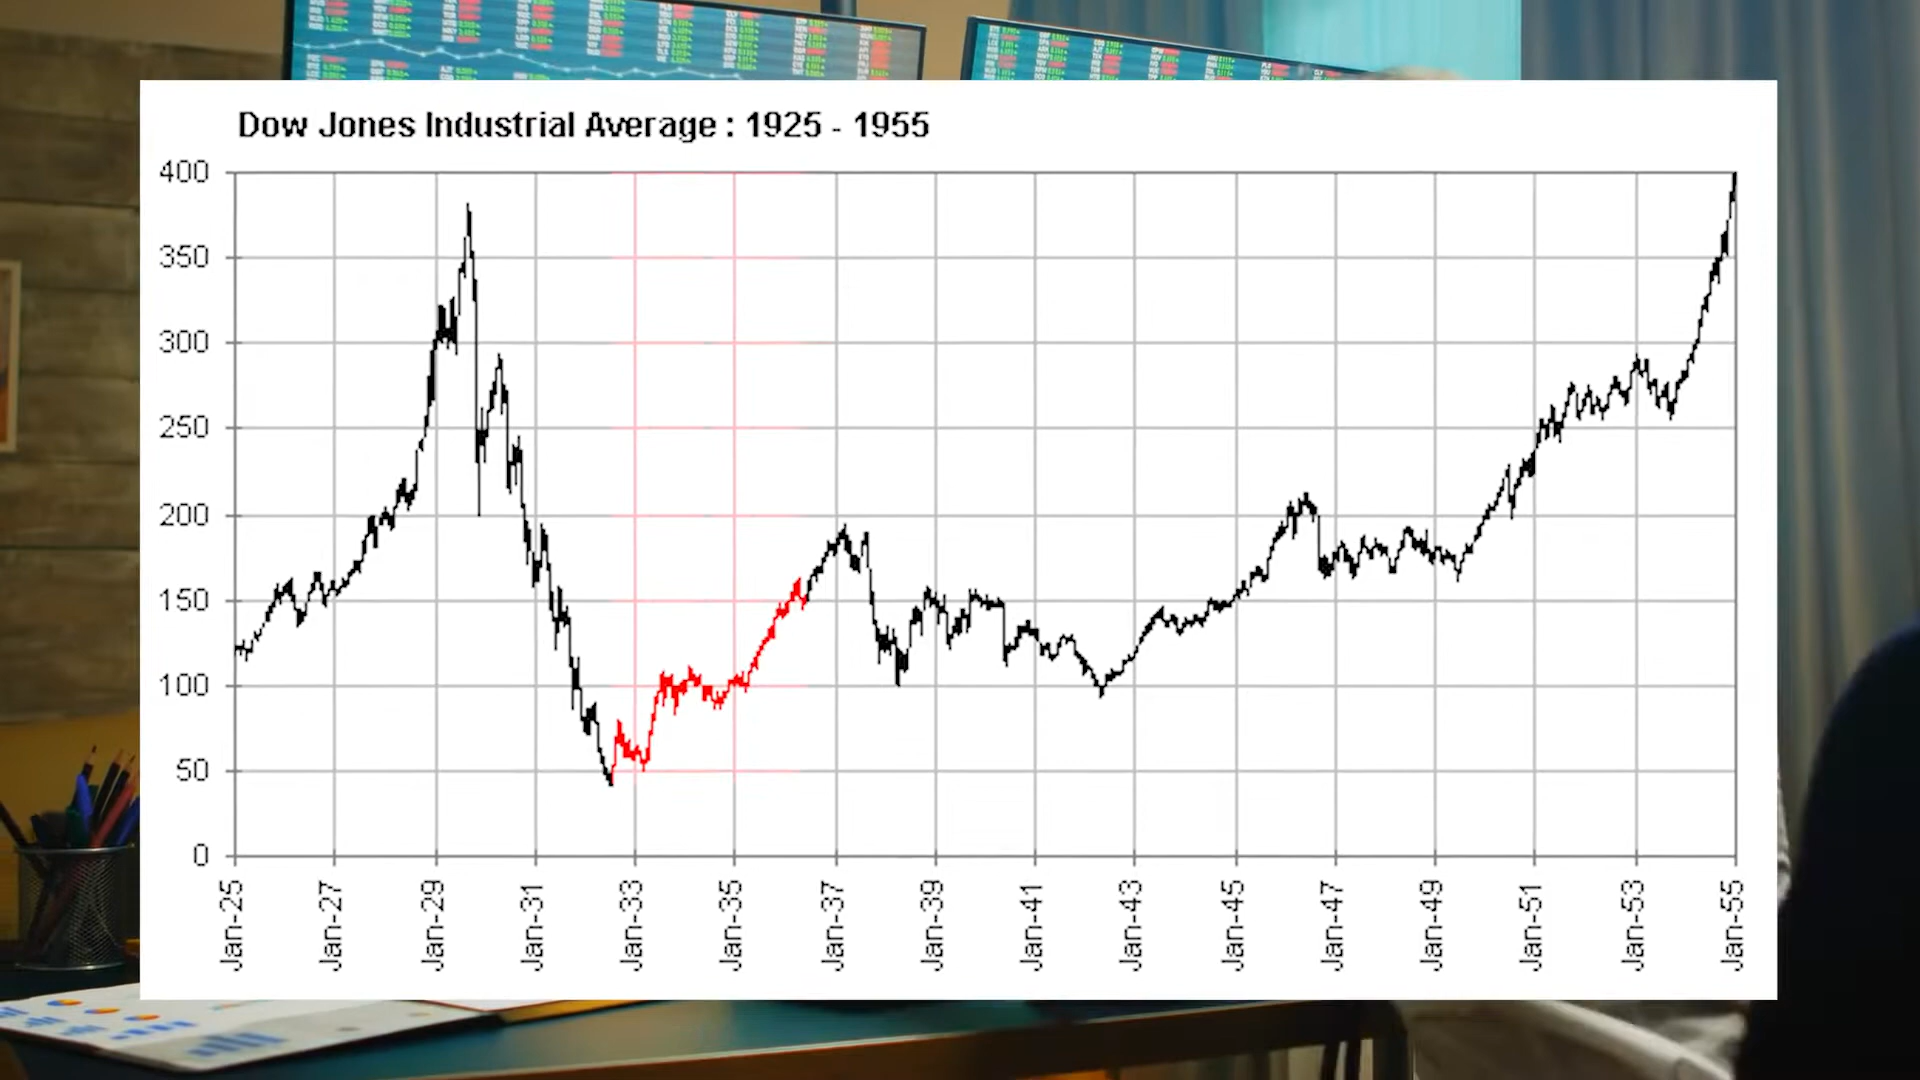 Dow Jones Industrial Average : 1925 - 1955
400
350
300
250
200
150
100
50
0
Jan-25
Jan-27
Jan-29
Jan-31
Jan-33
Jan-35
Jan-37
Jan-39
Jan-41
Jan-43
Jan-45
Jan-47
Jan-49
Jan-51
Jan-53
Jan-55